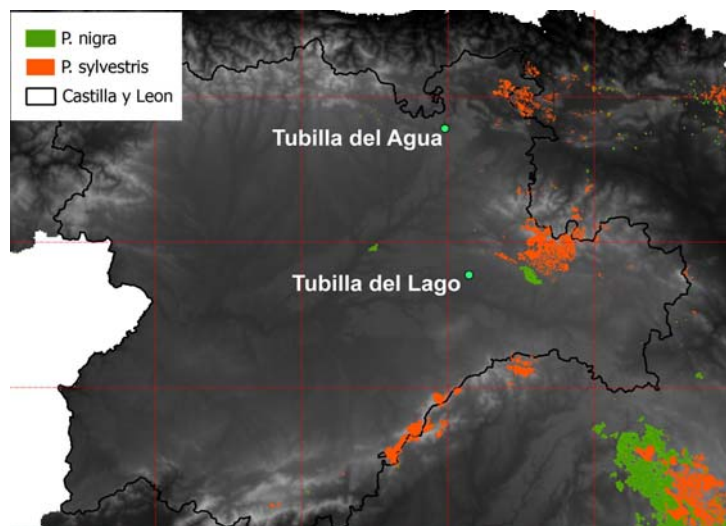 P. nigra
P. sylvestris
Castilla y Leon
Tubilla del Agua
Tubilla del Lago